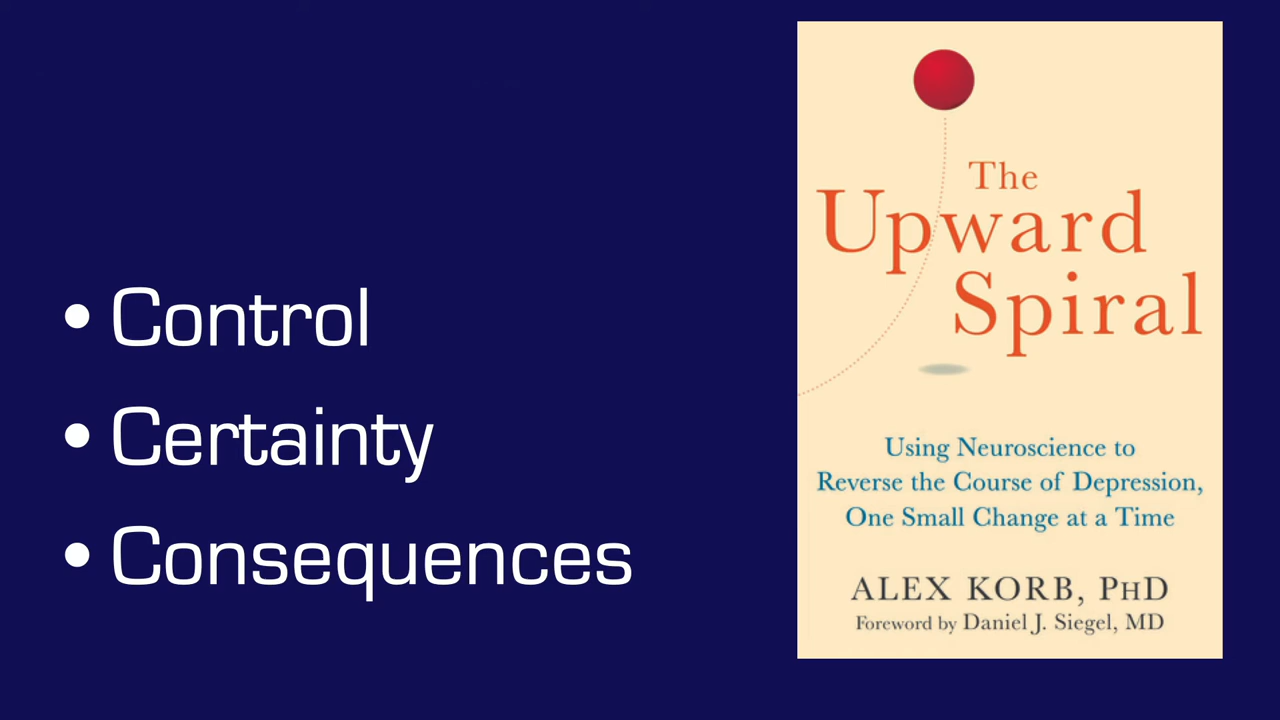 • Control
• Certainty
• Consequences
The
Upward
Spiral
Using Neuroscience to
Reverse the Course of Depression,
One Small Change at a Time
ALEX KORB, PHD
Foreword by Daniel J. Siegel, MD